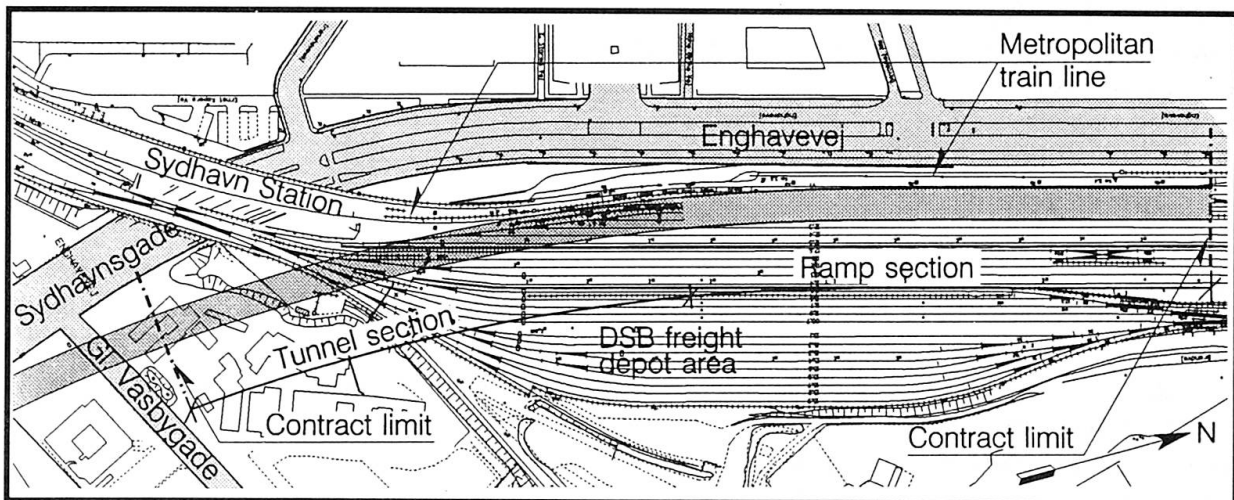 Metropolitan
train line
Enghavevej
Sydhavn Station
Sydhavnsgade
Ramp section
Tunnel section
DSB freight
depot area
Gl. Vasbygade
Contract limit
Contract limit
N